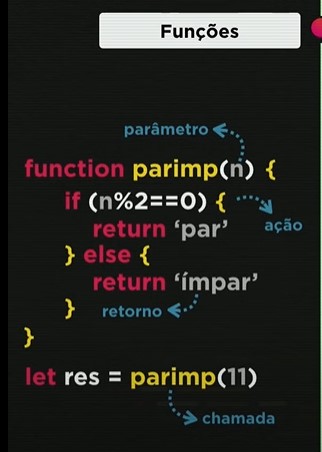 Funções
parâmetro
function parimp(n) {
if (n%2==0) {
ação
return ‘par’
} else {
return ‘ímpar’
}
retorno
}
let res = parimp(11)
chamada